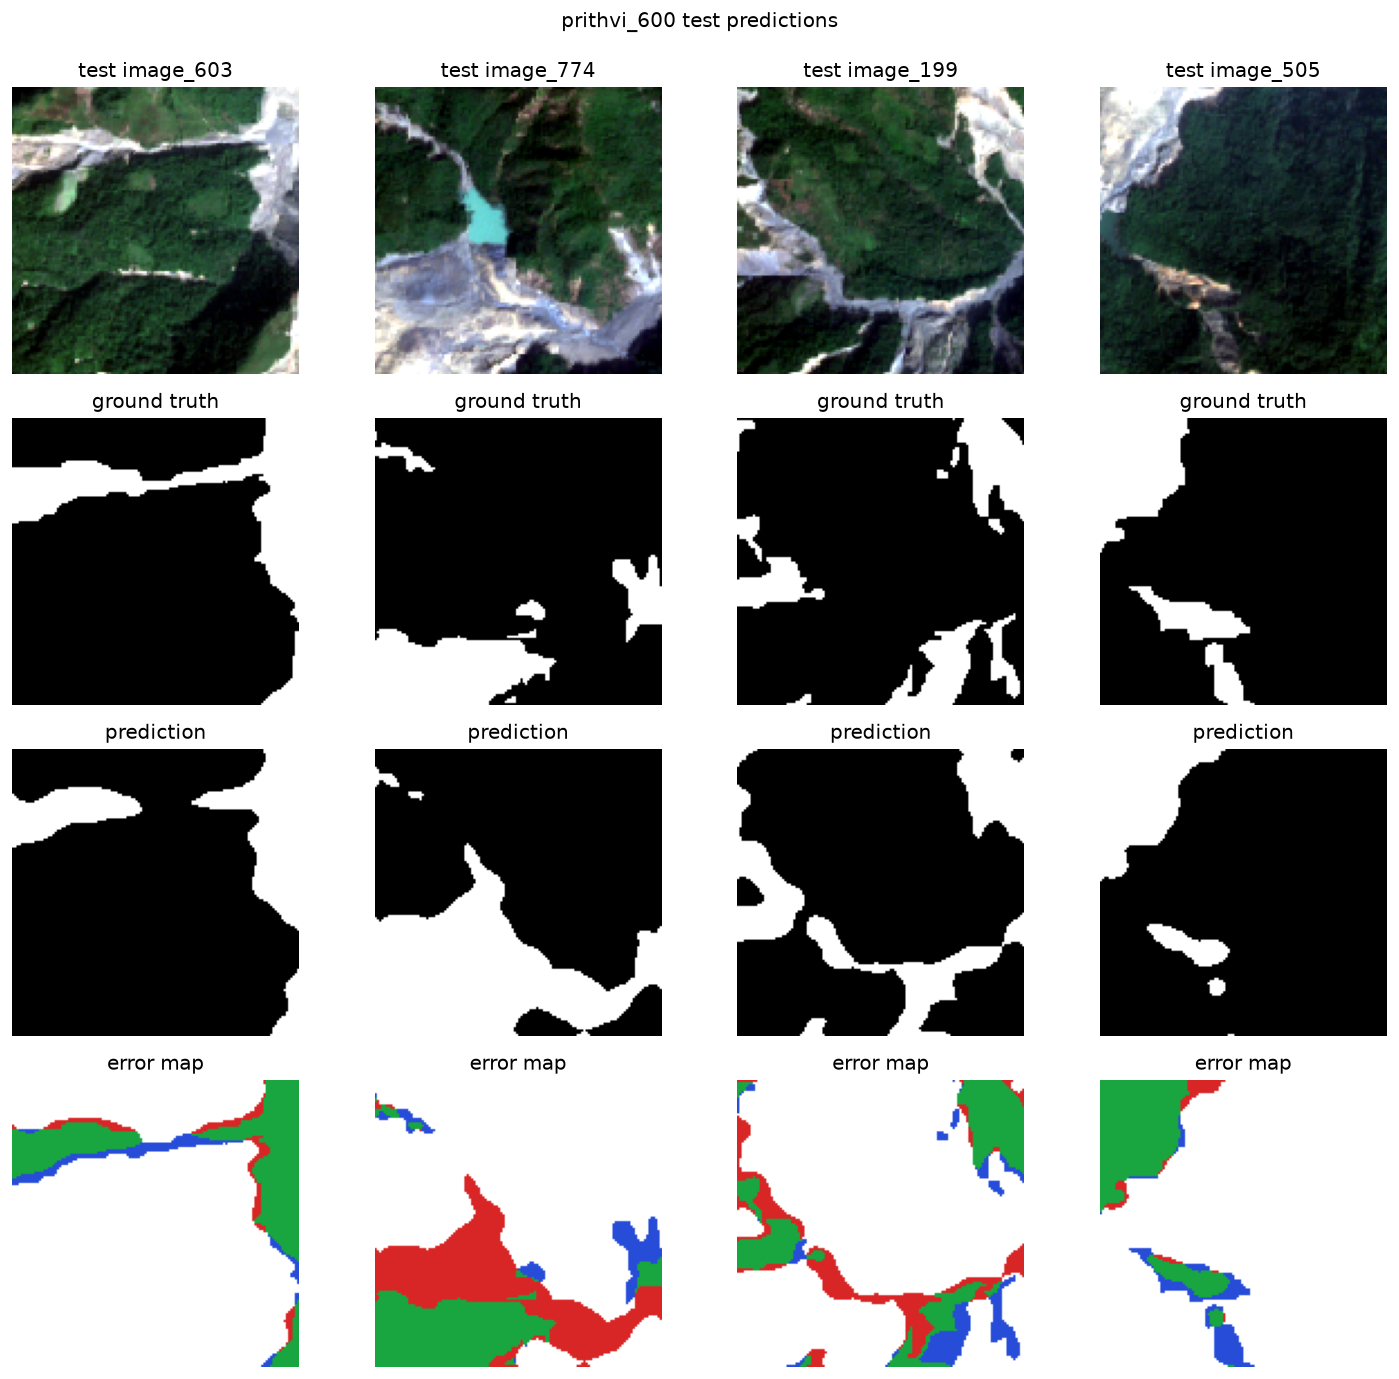 prithvi_600 test predictions
test image_603
test image_774
test image_199
test image_505
ground truth
ground truth
ground truth
ground truth
prediction
prediction
prediction
prediction
error map
error map
error map
error map